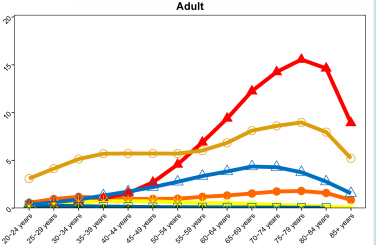 Adult
20
15
10
5
0
20-24 years
25-29 years
30-34 years
35-39 years
40-44 years
45-49 years
50-54 years
55-59 years
60-64 years
65-69 years
70-74 years
75-79 years
80-84 years
85+ years